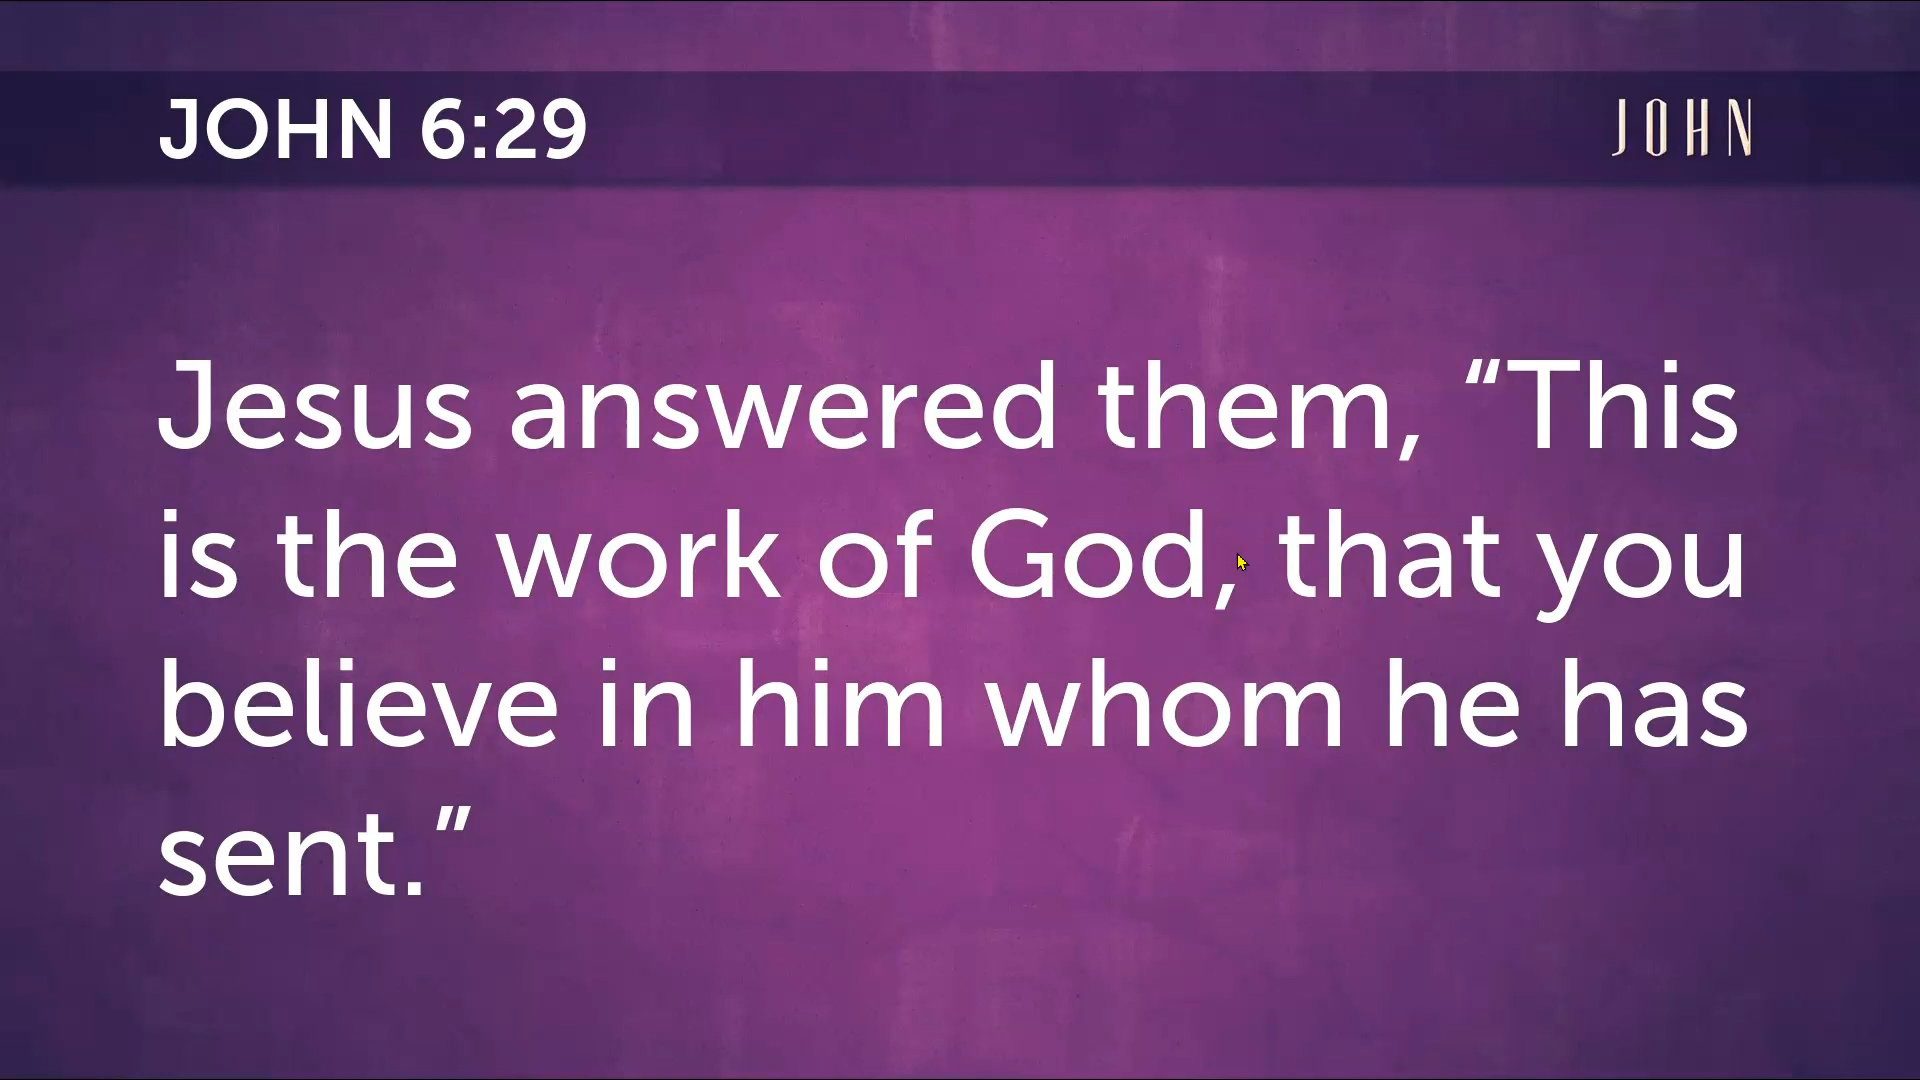 JOHN 6:29
JOHN
Jesus answered them, “This
is the work of God, that you
believe in him whom he has
sent.”